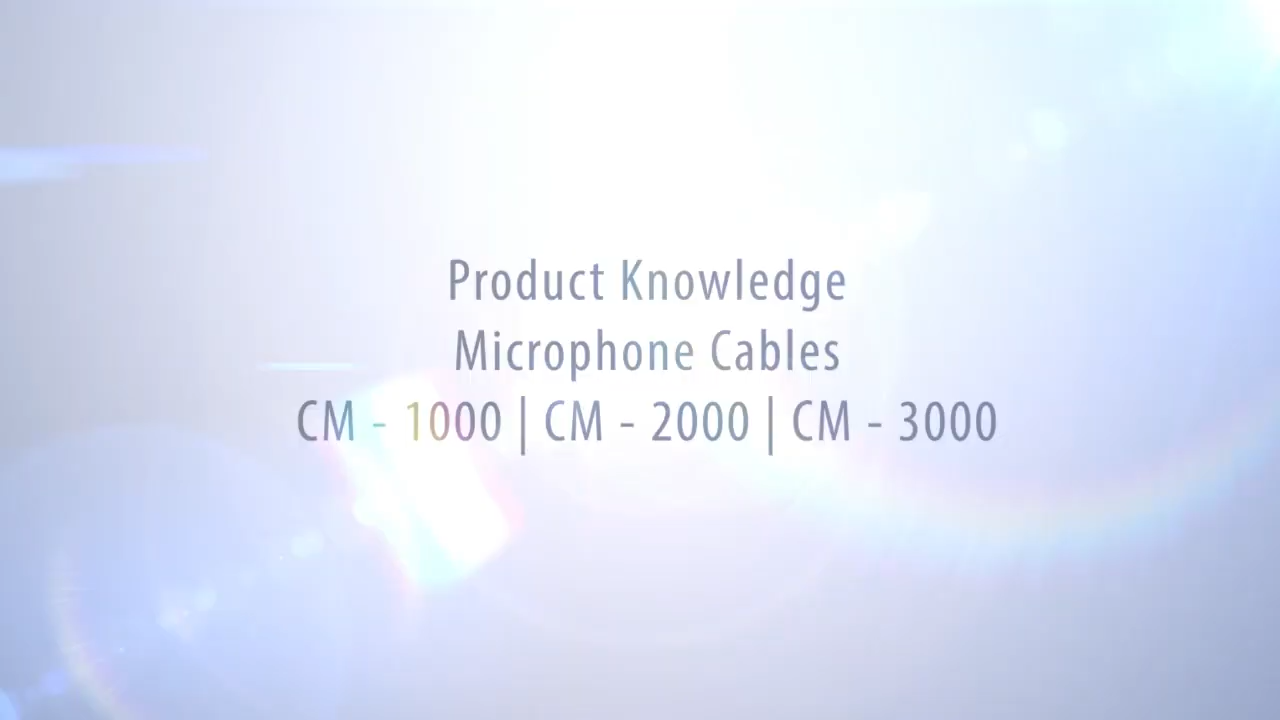 Product Knowledge
Microphone Cables
CM - 1000 | CM - 2000 | CM - 3000